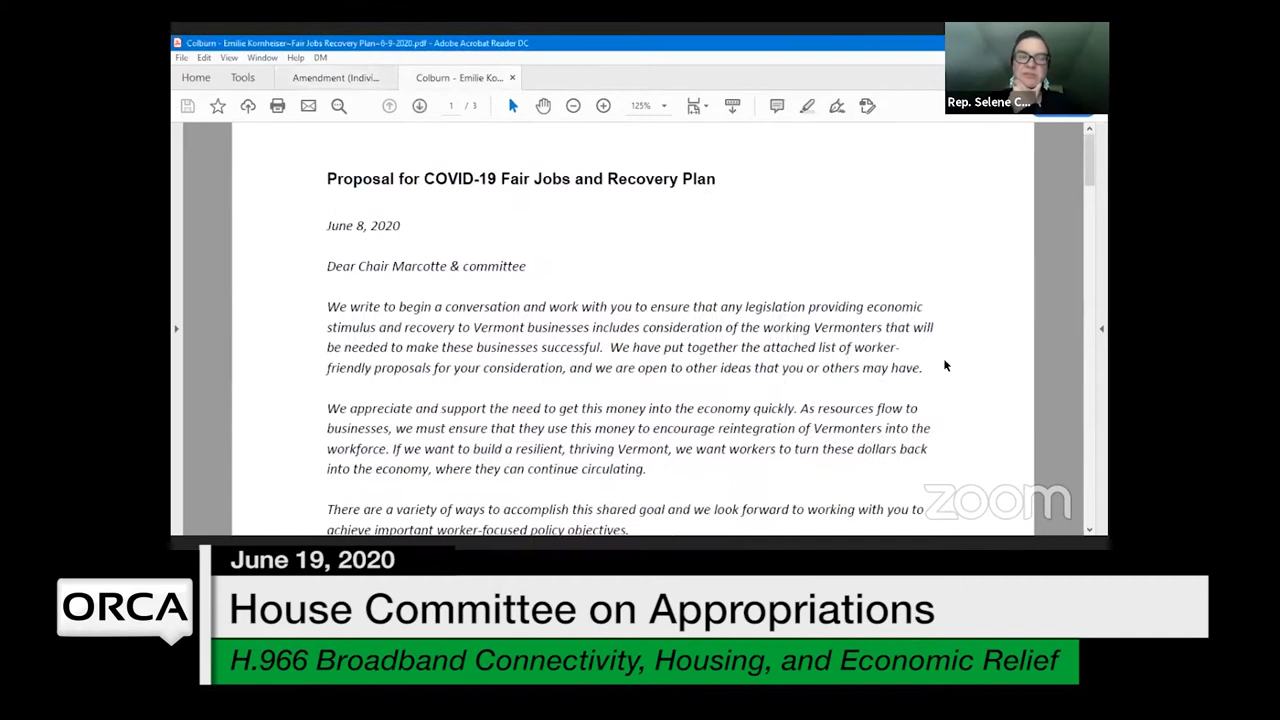 Colburn - Emilie Kornheiser~Fair Jobs Recovery Plan~6-9-2020.pdf - Adobe Acrobat Reader DC
File Edit View Window Help DM
Home Tools Amendment (Indivi... Colburn - Emilie Ko... ×
1 / 3 125%
Rep. Selene C...
Proposal for COVID-19 Fair Jobs and Recovery Plan
June 8, 2020
Dear Chair Marcotte & committee
We write to begin a conversation and work with you to ensure that any legislation providing economic
stimulus and recovery to Vermont businesses includes consideration of the working Vermonters that will
be needed to make these businesses successful.  We have put together the attached list of worker-
friendly proposals for your consideration, and we are open to other ideas that you or others may have.
We appreciate and support the need to get this money into the economy quickly. As resources flow to
businesses, we must ensure that they use this money to encourage reintegration of Vermonters into the
workforce. If we want to build a resilient, thriving Vermont, we want workers to turn these dollars back
into the economy, where they can continue circulating.
There are a variety of ways to accomplish this shared goal and we look forward to working with you to
achieve important worker-focused policy objectives.
zoom
June 19, 2020
ORCA
House Committee on Appropriations
H.966 Broadband Connectivity, Housing, and Economic Relief